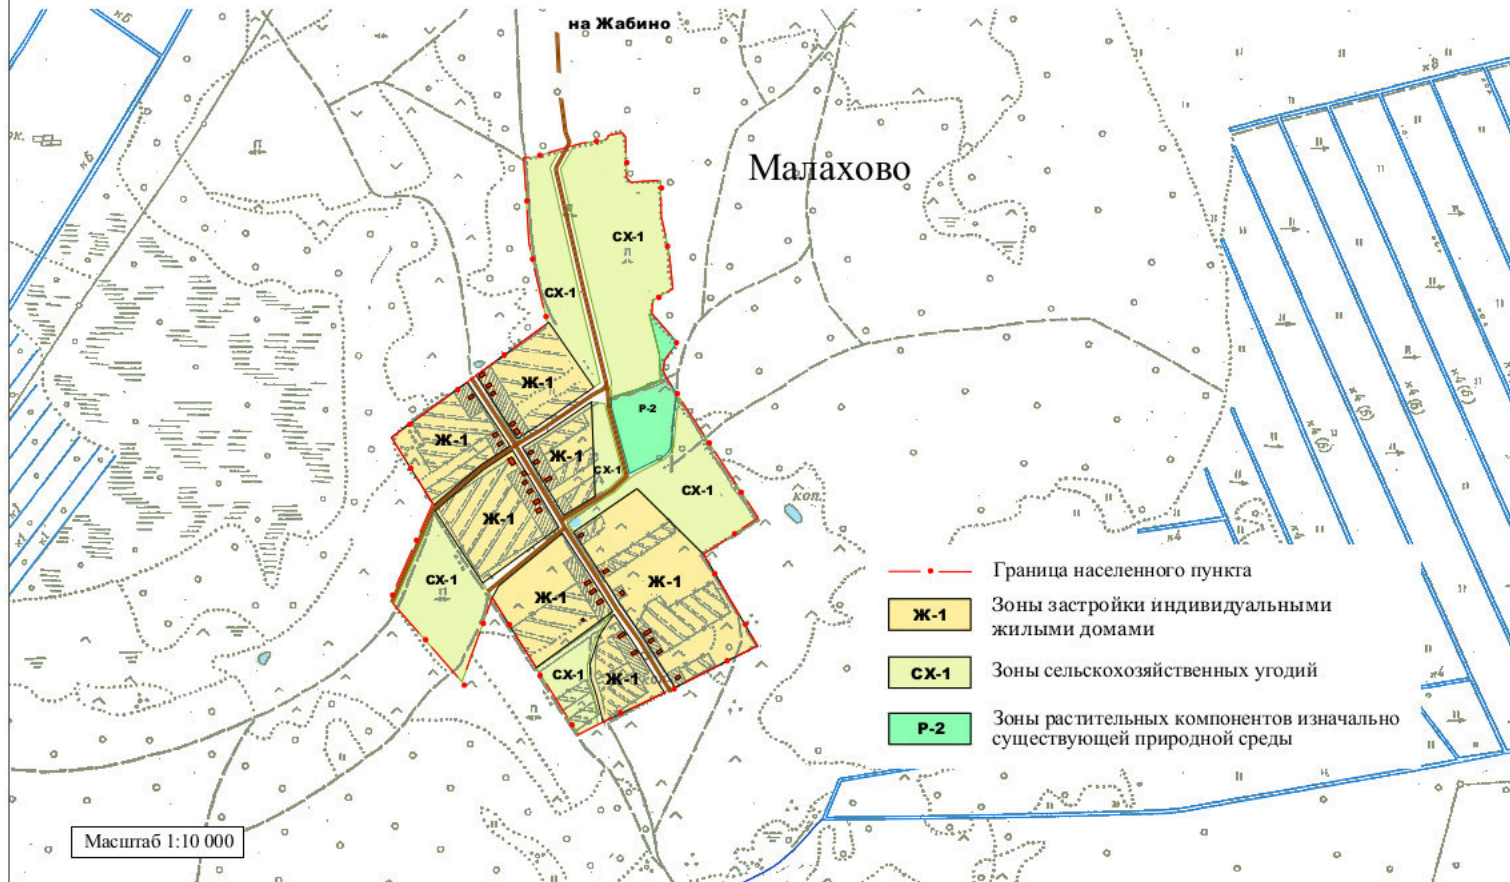 на Жабино
Малахово
СХ-1
СХ-1
Ж-1
Р-2
Ж-1
Ж-1
СХ-1
СХ-1
коп.
Ж-1
СХ-1
Ж-1
Ж-1
СХ-1
Ж-1
Граница населенного пункта
Ж-1
Зоны застройки индивидуальными
жилыми домами
СХ-1
Зоны сельскохозяйственных угодий
Р-2
Зоны растительных компонентов изначально
существующей природной среды
Масштаб 1:10 000